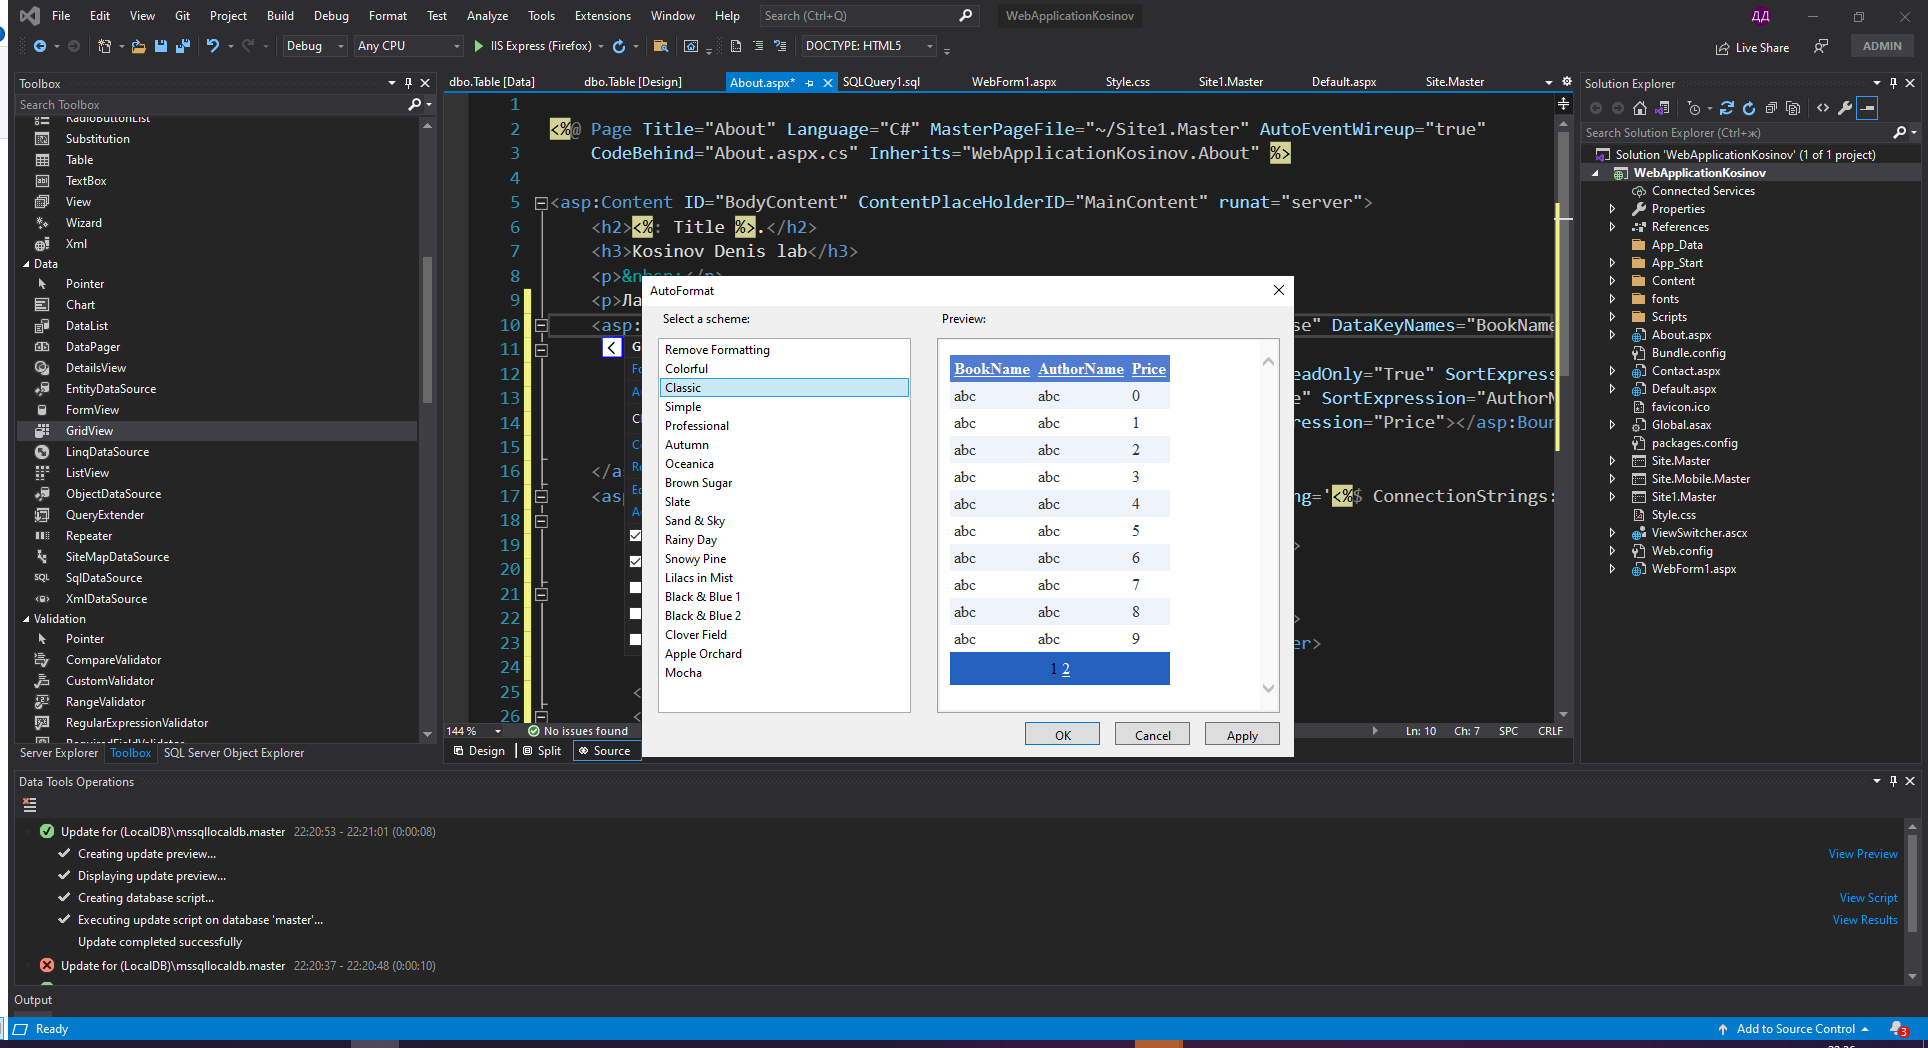 File Edit View Git Project Build Debug Format Test Analyze Tools Extensions Window Help Search (Ctrl+Q) WebApplicationKosinov ДД
Debug Any CPU IIS Express (Firefox) DOCTYPE: HTML5 Live Share ADMIN
Toolbox
Search Toolbox
RadioButtonList
Substitution
Table
TextBox
View
Wizard
Xml
Data
Pointer
Chart
DataList
DataPager
DetailsView
EntityDataSource
FormView
GridView
LinqDataSource
ListView
ObjectDataSource
QueryExtender
Repeater
SiteMapDataSource
SqlDataSource
XmlDataSource
Validation
Pointer
CompareValidator
CustomValidator
RangeValidator
RegularExpressionValidator
RequiredFieldValidator
Server Explorer Toolbox SQL Server Object Explorer
dbo.Table [Data] dbo.Table [Design] About.aspx* SQLQuery1.sql WebForm1.aspx Style.css Site1.Master Default.aspx Site.Master
1
2 <%@ Page Title="About" Language="C#" MasterPageFile="~/Site1.Master" AutoEventWireup="true"
3 CodeBehind="About.aspx.cs" Inherits="WebApplicationKosinov.About" %>
4
5 <asp:Content ID="BodyContent" ContentPlaceHolderID="MainContent" runat="server">
6 <h2><%: Title %>.</h2>
7 <h3>Kosinov Denis lab</h3>
8 <p>&nbsp;</p>
9 <p>Ла
10 <asp: se" DataKeyNames="BookName
11
12 eadOnly="True" SortExpress
13 e" SortExpression="AuthorN
14 ression="Price"></asp:Boun
15
16 </as
17 <asp ng='<%$ ConnectionStrings:
18
19 >
20
21
22 >
23 er>
24
25 <
26 <
144 % No issues found Ln: 10 Ch: 7 SPC CRLF
Design Split Source
AutoFormat
Select a scheme:
Remove Formatting
Colorful
Classic
Simple
Professional
Autumn
Oceanica
Brown Sugar
Slate
Sand & Sky
Rainy Day
Snowy Pine
Lilacs in Mist
Black & Blue 1
Black & Blue 2
Clover Field
Apple Orchard
Mocha
Preview:
BookName AuthorName Price
abc abc 0
abc abc 1
abc abc 2
abc abc 3
abc abc 4
abc abc 5
abc abc 6
abc abc 7
abc abc 8
abc abc 9
1 2
OK Cancel Apply
Solution Explorer
Search Solution Explorer (Ctrl+ж)
Solution 'WebApplicationKosinov' (1 of 1 project)
WebApplicationKosinov
Connected Services
Properties
References
App_Data
App_Start
Content
fonts
Scripts
About.aspx
Bundle.config
Contact.aspx
Default.aspx
favicon.ico
Global.asax
packages.config
Site.Master
Site.Mobile.Master
Site1.Master
Style.css
ViewSwitcher.ascx
Web.config
WebForm1.aspx
Data Tools Operations
Update for (LocalDB)\mssqllocaldb.master 22:20:53 - 22:21:01 (0:00:08)
Creating update preview... View Preview
Displaying update preview...
Creating database script... View Script
Executing update script on database 'master'... View Results
Update completed successfully
Update for (LocalDB)\mssqllocaldb.master 22:20:37 - 22:20:48 (0:00:10)
Output
Ready Add to Source Control 3